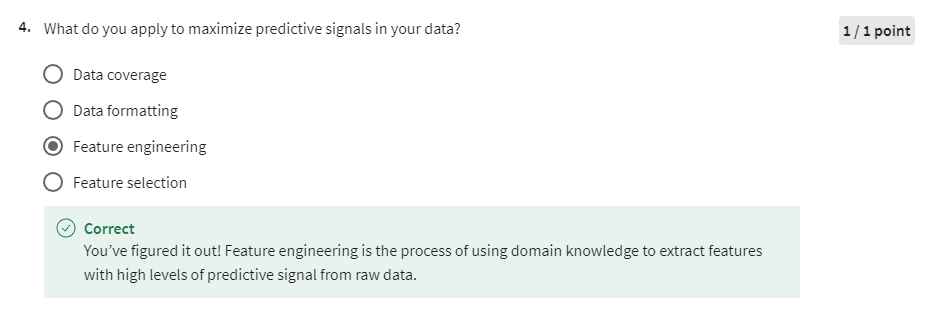 4. What do you apply to maximize predictive signals in your data?
1 / 1 point
Data coverage
Data formatting
Feature engineering
Feature selection
Correct
You’ve figured it out! Feature engineering is the process of using domain knowledge to extract features
with high levels of predictive signal from raw data.